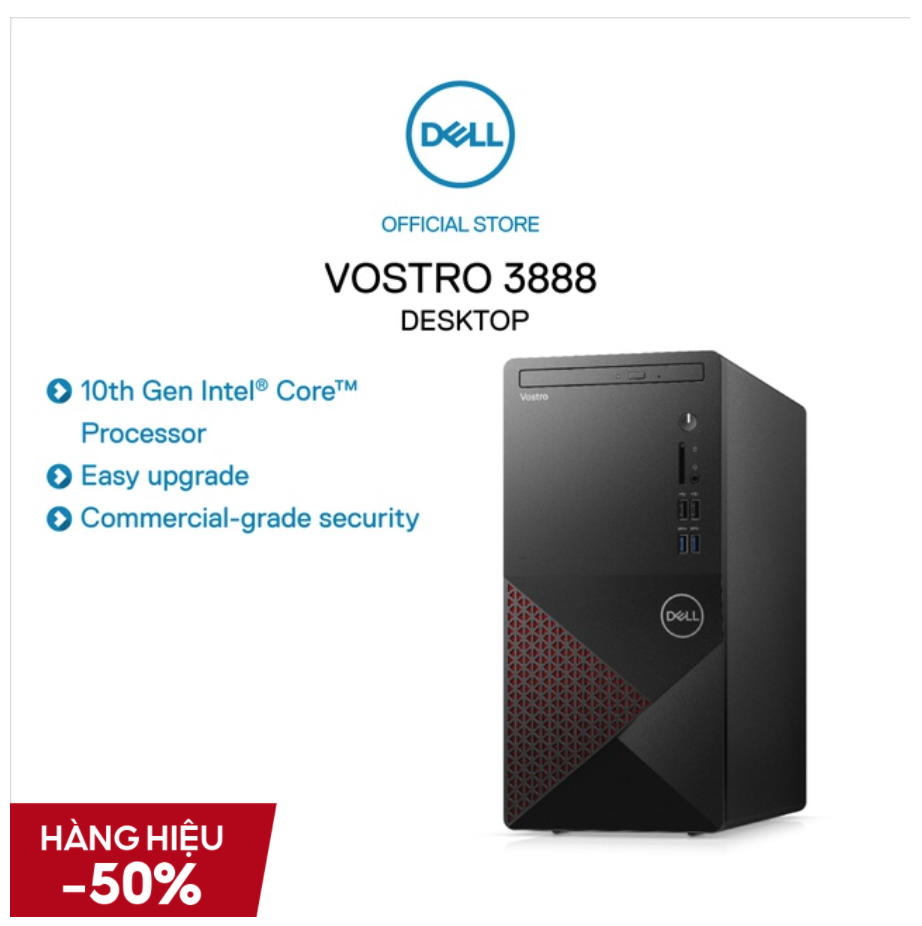 DELL
OFFICIAL STORE
VOSTRO 3888
DESKTOP
10th Gen Intel® Core™
Processor
Easy upgrade
Commercial-grade security
Vostro
DELL
HÀNG HIỆU
-50%